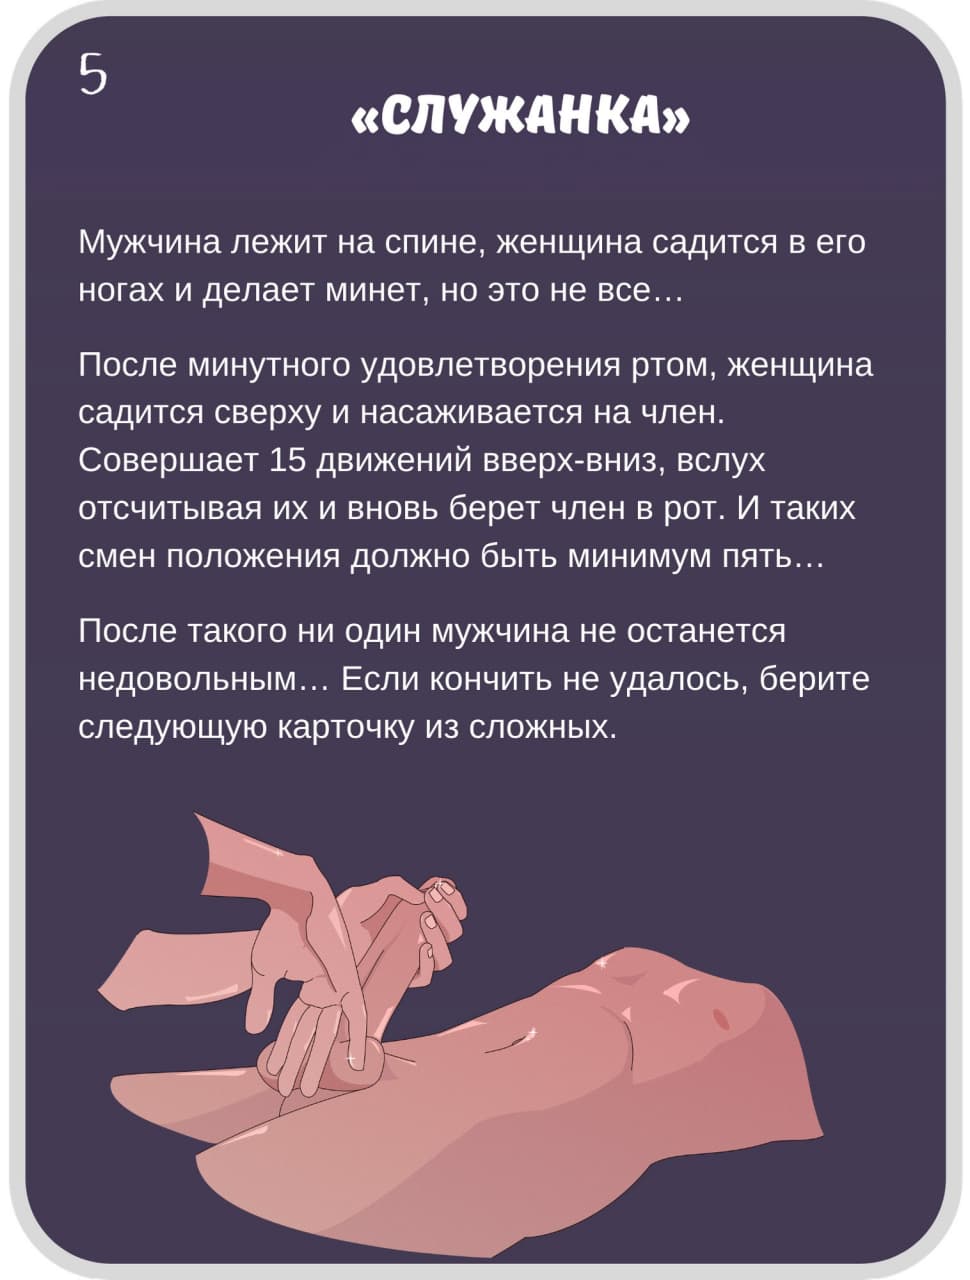 5
«СЛУЖАНКА»
Мужчина лежит на спине, женщина садится в его
ногах и делает минет, но это не все…
После минутного удовлетворения ртом, женщина
садится сверху и насаживается на член.
Совершает 15 движений вверх-вниз, вслух
отсчитывая их и вновь берет член в рот. И таких
смен положения должно быть минимум пять…
После такого ни один мужчина не останется
недовольным… Если кончить не удалось, берите
следующую карточку из сложных.